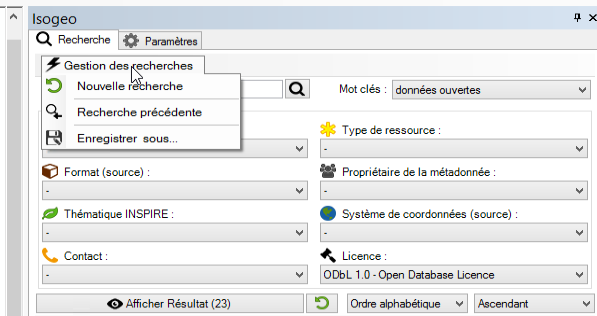 Isogeo
Recherche Paramètres
Gestion des recherches
Nouvelle recherche
Mot clés : données ouvertes
Recherche précédente
Type de ressource :
Enregistrer sous...
-
Format (source) : Propriétaire de la métadonnée :
- -
Thématique INSPIRE : Système de coordonnées (source) :
- -
Contact : Licence :
- ODbL 1.0 - Open Database Licence
Afficher Résultat (23) Ordre alphabétique Ascendant